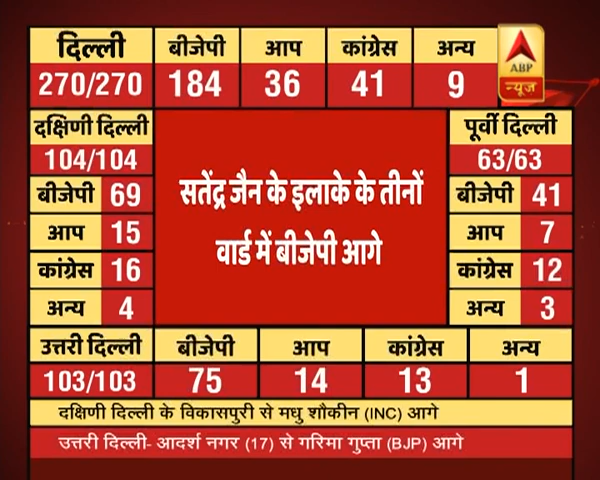 दिल्ली बीजेपी आप कांग्रेस अन्य
270/270 184 36 41 9
ABP
न्यूज़
दक्षिणी दिल्ली
104/104
बीजेपी 69
आप 15
कांग्रेस 16
अन्य 4
सतेंद्र जैन के इलाके के तीनों
वार्ड में बीजेपी आगे
पूर्वी दिल्ली
63/63
बीजेपी 41
आप 7
कांग्रेस 12
अन्य 3
उत्तरी दिल्ली बीजेपी आप कांग्रेस अन्य
103/103 75 14 13 1
दक्षिणी दिल्ली के विकासपुरी से मधु शौकीन (INC) आगे
उत्तरी दिल्ली- आदर्श नगर (17) से गरिमा गुप्ता (BJP) आगे